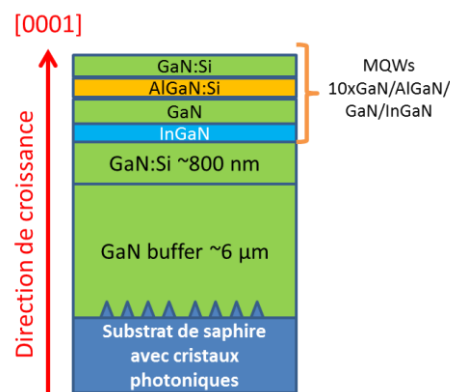 [0001]
Direction de croissance
GaN:Si
AlGaN:Si
GaN
InGaN
GaN:Si ~800 nm
GaN buffer ~6 µm
Substrat de saphire
avec cristaux
photoniques
MQWs
10xGaN/AlGaN/
GaN/InGaN